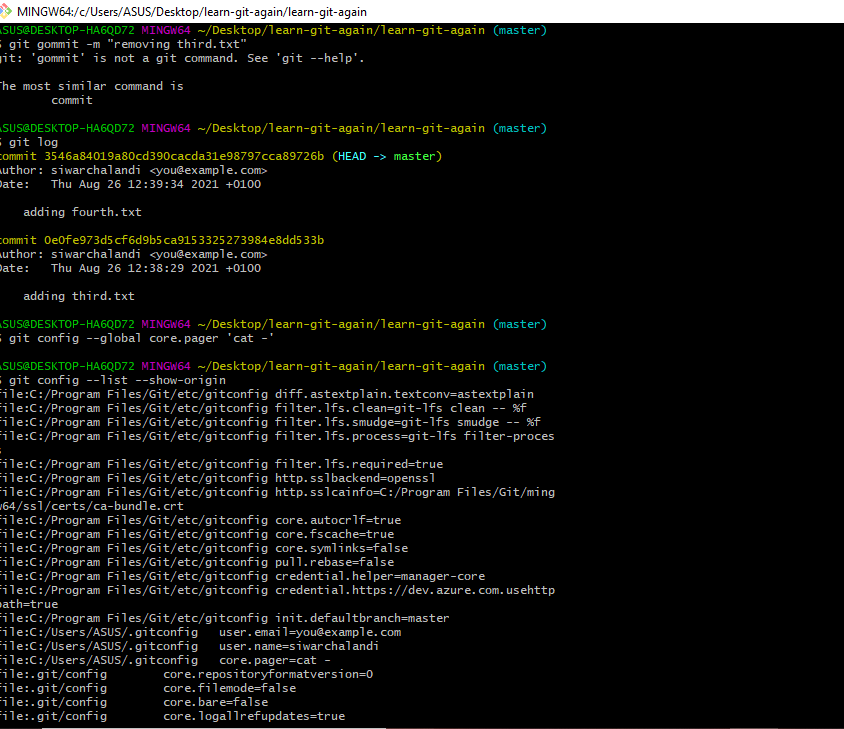 MINGW64:/c/Users/ASUS/Desktop/learn-git-again/learn-git-again
ASUS@DESKTOP-HA6QD72 MINGW64 ~/Desktop/learn-git-again/learn-git-again (master)
$ git gommit -m "removing third.txt"
git: 'gommit' is not a git command. See 'git --help'.
The most similar command is
commit
ASUS@DESKTOP-HA6QD72 MINGW64 ~/Desktop/learn-git-again/learn-git-again (master)
$ git log
commit 3546a84019a80cd390cacda31e98797cca89726b (HEAD -> master)
Author: siwarchalandi <you@example.com>
Date:   Thu Aug 26 12:39:34 2021 +0100
adding fourth.txt
commit 0e0fe973d5cf6d9b5ca9153325273984e8dd533b
Author: siwarchalandi <you@example.com>
Date:   Thu Aug 26 12:38:29 2021 +0100
adding third.txt
ASUS@DESKTOP-HA6QD72 MINGW64 ~/Desktop/learn-git-again/learn-git-again (master)
$ git config --global core.pager 'cat -'
ASUS@DESKTOP-HA6QD72 MINGW64 ~/Desktop/learn-git-again/learn-git-again (master)
$ git config --list --show-origin
file:C:/Program Files/Git/etc/gitconfig diff.astextplain.textconv=astextplain
file:C:/Program Files/Git/etc/gitconfig filter.lfs.clean=git-lfs clean -- %f
file:C:/Program Files/Git/etc/gitconfig filter.lfs.smudge=git-lfs smudge -- %f
file:C:/Program Files/Git/etc/gitconfig filter.lfs.process=git-lfs filter-proces
s
file:C:/Program Files/Git/etc/gitconfig filter.lfs.required=true
file:C:/Program Files/Git/etc/gitconfig http.sslbackend=openssl
file:C:/Program Files/Git/etc/gitconfig http.sslcainfo=C:/Program Files/Git/ming
w64/ssl/certs/ca-bundle.crt
file:C:/Program Files/Git/etc/gitconfig core.autocrlf=true
file:C:/Program Files/Git/etc/gitconfig core.fscache=true
file:C:/Program Files/Git/etc/gitconfig core.symlinks=false
file:C:/Program Files/Git/etc/gitconfig pull.rebase=false
file:C:/Program Files/Git/etc/gitconfig credential.helper=manager-core
file:C:/Program Files/Git/etc/gitconfig credential.https://dev.azure.com.usehttp
path=true
file:C:/Program Files/Git/etc/gitconfig init.defaultbranch=master
file:C:/Users/ASUS/.gitconfig   user.email=you@example.com
file:C:/Users/ASUS/.gitconfig   user.name=siwarchalandi
file:C:/Users/ASUS/.gitconfig   core.pager=cat -
file:.git/config        core.repositoryformatversion=0
file:.git/config        core.filemode=false
file:.git/config        core.bare=false
file:.git/config        core.logallrefupdates=true